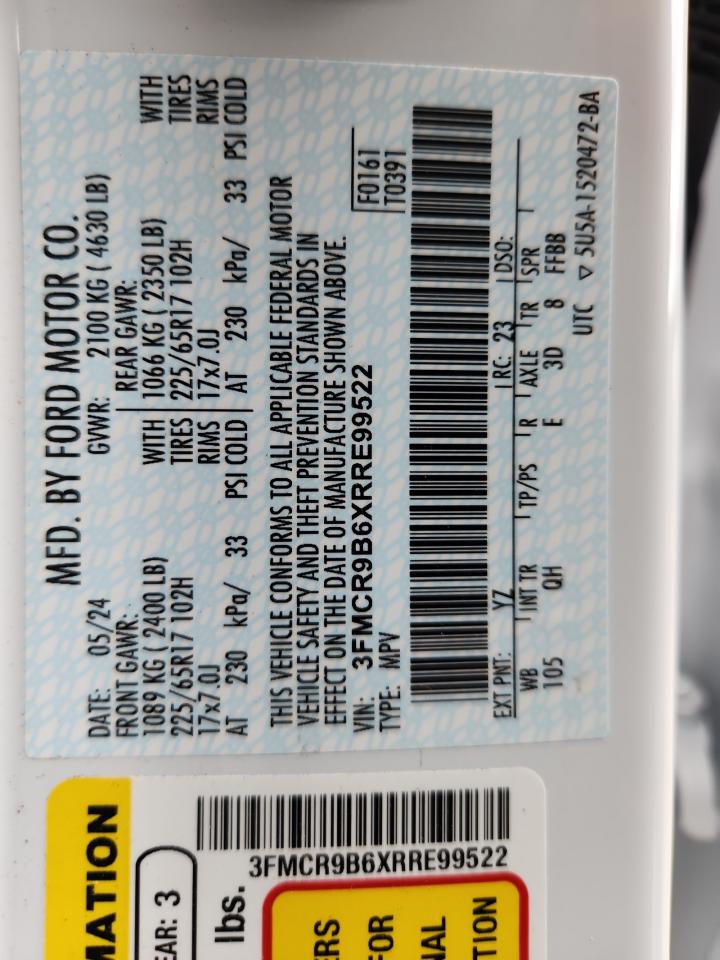 MFD. BY FORD MOTOR CO.
DATE: 05/24 GVWR: 2100 KG ( 4630 LB)
FRONT GAWR: REAR GAWR:
1089 KG ( 2400 LB) WITH 1066 KG ( 2350 LB) WITH
225/65R17 102H TIRES 225/65R17 102H TIRES
17x7.0J RIMS 17x7.0J RIMS
AT 230 kPa/ 33 PSI COLD AT 230 kPa/ 33 PSI COLD
THIS VEHICLE CONFORMS TO ALL APPLICABLE FEDERAL MOTOR
VEHICLE SAFETY AND THEFT PREVENTION STANDARDS IN
EFFECT ON THE DATE OF MANUFACTURE SHOWN ABOVE.
VIN: 3FMCR9B6XRRE99522 F0161
TYPE: MPV T0391
EXT PNT: YZ RC: 23 DSO:
WB INT TR TP/PS R AXLE TR SPR
105 QH E 3D 8 FFBB
UTC ▽ 5U5A-1520472-BA
MATION
EAR: 3
lbs.
3FMCR9B6XRRE99522
ERS
FOR
NAL
TION